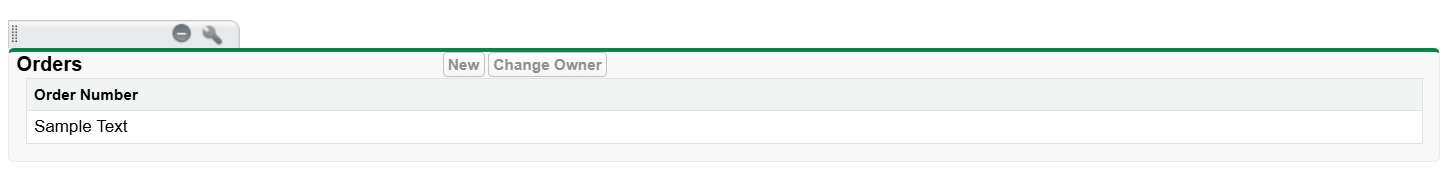 Orders New Change Owner
Order Number
Sample Text